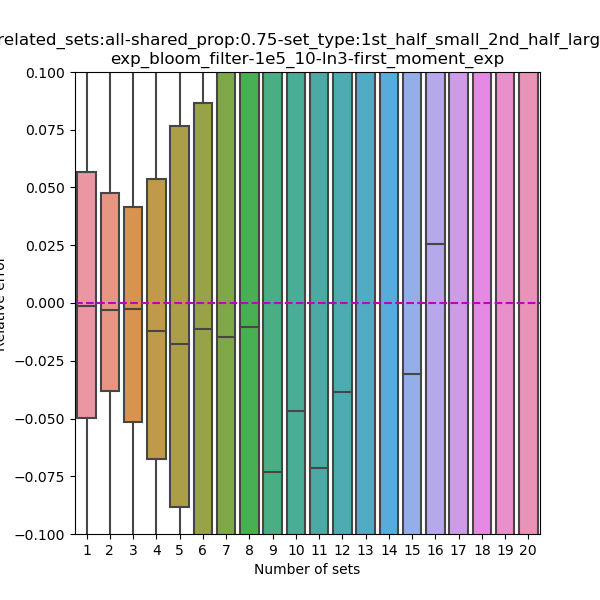 related_sets:all-shared_prop:0.75-set_type:1st_half_small_2nd_half_larg
exp_bloom_filter-1e5_10-ln3-first_moment_exp
0.100
0.075
0.050
0.025
0.000
−0.025
−0.050
−0.075
−0.100
Relative error
1 2 3 4 5 6 7 8 9 10 11 12 13 14 15 16 17 18 19 20
Number of sets